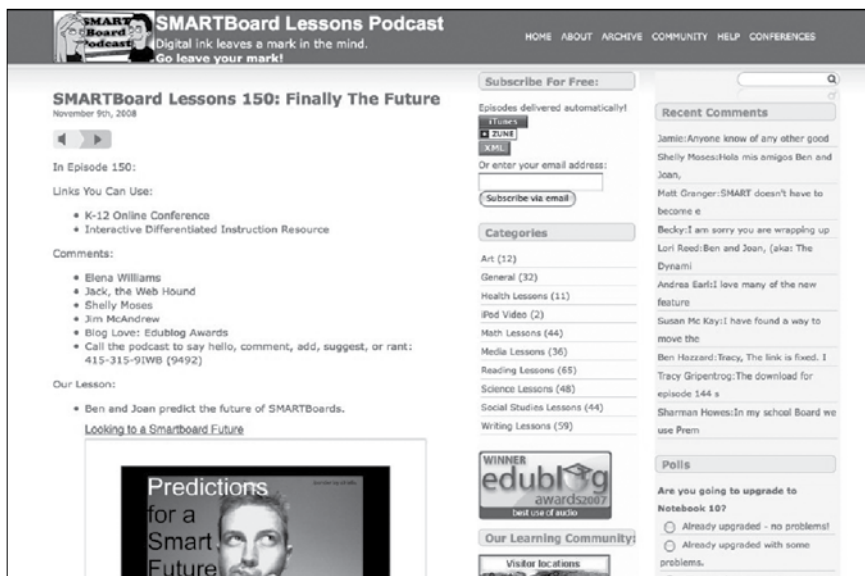 SMART
Board
Podcast
SMARTBoard Lessons Podcast
Digital ink leaves a mark in the mind.
Go leave your mark!
HOME ABOUT ARCHIVE COMMUNITY HELP CONFERENCES
SMARTBoard Lessons 150: Finally The Future
November 9th, 2008
In Episode 150:
Links You Can Use:
K-12 Online Conference
Interactive Differentiated Instruction Resource
Comments:
Elena Williams
Jack, the Web Hound
Shelly Moses
Jim McAndrew
Blog Love: Edublog Awards
Call the podcast to say hello, comment, add, suggest, or rant:
415-315-9IWB (9492)
Our Lesson:
Ben and Joan predict the future of SMARTBoards.
Looking to a Smartboard Future
Predictions
for a
Smart
Future
Subscribe For Free:
Episodes delivered automatically!
iTunes
ZUNE
XML
Or enter your email address:
Subscribe via email
Categories
Art (12)
General (32)
Health Lessons (11)
iPod Video (2)
Math Lessons (44)
Media Lessons (36)
Reading Lessons (65)
Science Lessons (48)
Social Studies Lessons (44)
Writing Lessons (59)
WINNER
edublog
awards2007
best use of audio
Our Learning Community:
Visitor locations
Recent Comments
Jamie:Anyone know of any other good
Shelly Moses:Hola mis amigos Ben and
Joan,
Matt Granger:SMART doesn't have to
become e
Becky:I am sorry you are wrapping up
Lori Reed:Ben and Joan, (aka: The
Dynami
Andrea Earl:I love many of the new
feature
Susan Mc Kay:I have found a way to
move the
Ben Hazzard:Tracy, The link is fixed. I
Tracy Gripentrog:The download for
episode 144 s
Sharman Howes:In my school Board we
use Prem
Polls
Are you going to upgrade to
Notebook 10?
Already upgraded - no problems!
Already upgraded with some
problems.